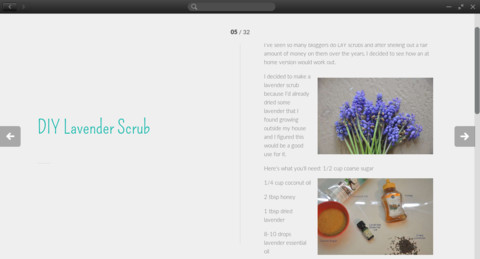 05 / 32
DIY Lavender Scrub
I've seen so many bloggers do DIY scrubs and after shelling out a fair
amount of money on them over the years, I decided to see how an at
home version would work out.
I decided to make a
lavender scrub
because I'd already
dried some
lavender that I
found growing
outside my house
and I figured this
would be a good
use for it.
Here's what you'll need: 1/2 cup coarse sugar
1/4 cup coconut oil
2 tbsp honey
1 tbsp dried
lavender
8-10 drops
lavender essential
oil